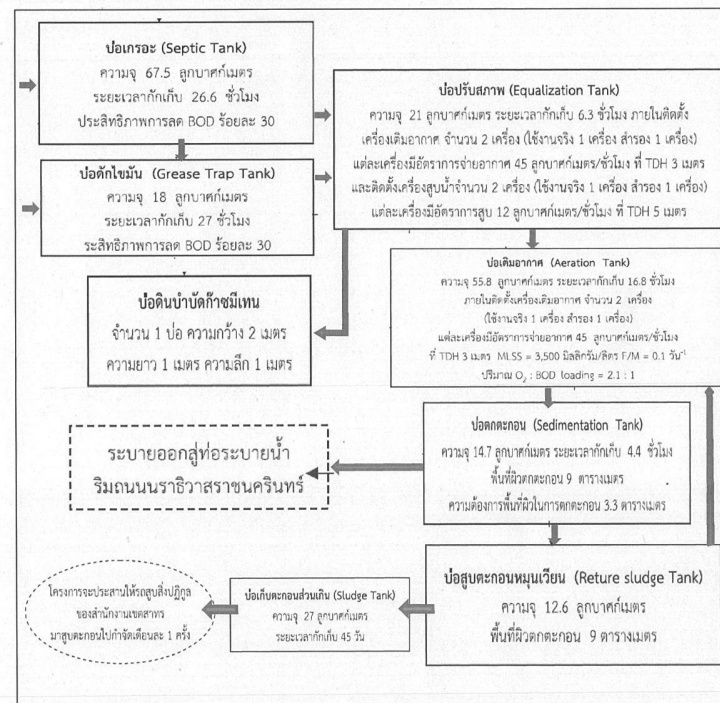 บ่อเกรอะ (Septic Tank)
ความจุ 67.5 ลูกบาศก์เมตร
ระยะเวลากักเก็บ 26.6 ชั่วโมง
ประสิทธิภาพการลด BOD ร้อยละ 30
บ่อดักไขมัน (Grease Trap Tank)
ความจุ 18 ลูกบาศก์เมตร
ระยะเวลากักเก็บ 27 ชั่วโมง
ระสิทธิภาพการลด BOD ร้อยละ 30
บ่อปรับสภาพ (Equalization Tank)
ความจุ 21 ลูกบาศก์เมตร ระยะเวลากักเก็บ 6.3 ชั่วโมง ภายในติดตั้ง
เครื่องเติมอากาศ จำนวน 2 เครื่อง (ใช้งานจริง 1 เครื่อง สำรอง 1 เครื่อง)
แต่ละเครื่องมีอัตราการจ่ายอากาศ 45 ลูกบาศก์เมตร/ชั่วโมง ที่ TDH 3 เมตร
และติดตั้งเครื่องสูบน้ำจำนวน 2 เครื่อง (ใช้งานจริง 1 เครื่อง สำรอง 1 เครื่อง)
แต่ละเครื่องมีอัตราการสูบ 12 ลูกบาศก์เมตร/ชั่วโมง ที่ TDH 5 เมตร
บ่อดินบำบัดก๊าซมีเทน
จำนวน 1 บ่อ ความกว้าง 2 เมตร
ความยาว 1 เมตร ความลึก 1 เมตร
บ่อเติมอากาศ (Aeration Tank)
ความจุ 55.8 ลูกบาศก์เมตร ระยะเวลากักเก็บ 16.8 ชั่วโมง
ภายในติดตั้งเครื่องเติมอากาศ จำนวน 2 เครื่อง
(ใช้งานจริง 1 เครื่อง สำรอง 1 เครื่อง)
แต่ละเครื่องมีอัตราการจ่ายอากาศ 45 ลูกบาศก์เมตร/ชั่วโมง
ที่ TDH 3 เมตร MLSS = 3,500 มิลลิกรัม/ลิตร F/M = 0.1 วัน⁻¹
ปริมาณ O₂ : BOD loading = 2.1 : 1
บ่อตกตะกอน (Sedimentation Tank)
ความจุ 14.7 ลูกบาศก์เมตร ระยะเวลากักเก็บ 4.4 ชั่วโมง
พื้นที่ผิวตกตะกอน 9 ตารางเมตร
ความต้องการพื้นที่ผิวในการตกตะกอน 3.3 ตารางเมตร
ระบายออกสู่ท่อระบายน้ำ
ริมถนนนราธิวาสราชนครินทร์
บ่อสูบตะกอนหมุนเวียน (Reture sludge Tank)
ความจุ 12.6 ลูกบาศก์เมตร
พื้นที่ผิวตกตะกอน 9 ตารางเมตร
บ่อเก็บตะกอนส่วนเกิน (Sludge Tank)
ความจุ 27 ลูกบาศก์เมตร
ระยะเวลากักเก็บ 45 วัน
โครงการจะประสานให้รถสูบสิ่งปฏิกูล
ของสำนักงานเขตสาทร
มาสูบตะกอนไปกำจัดเดือนละ 1 ครั้ง